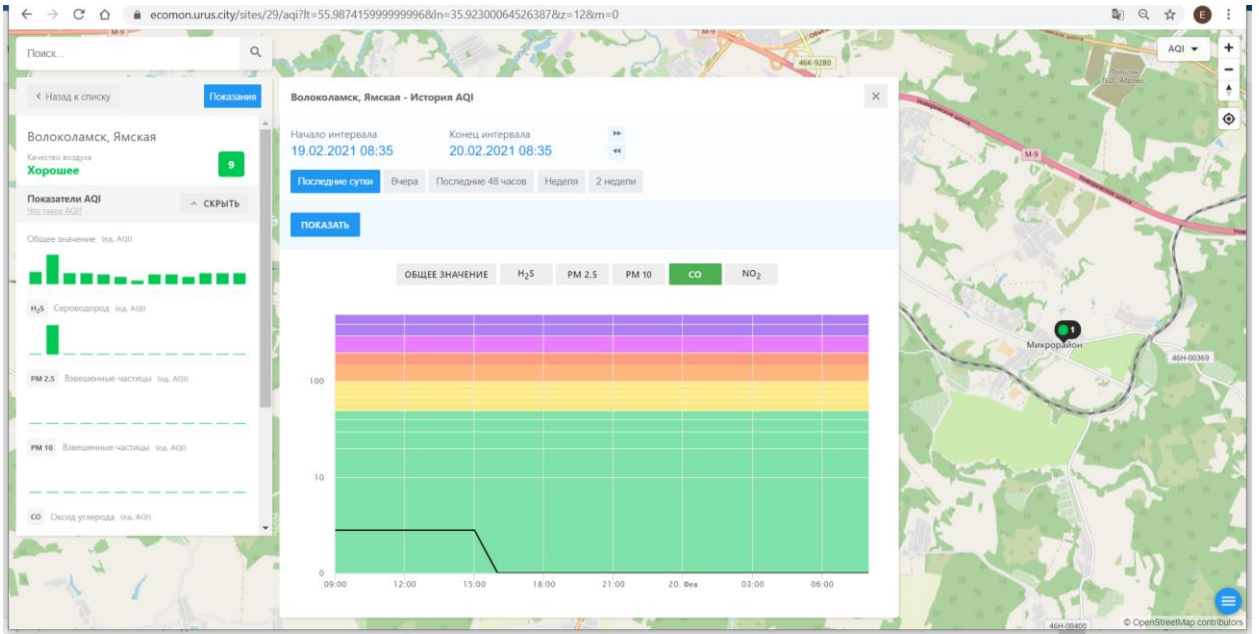 ecomon.urus.city/sites/29/aqi?lt=55.987415999999996&ln=35.92300064526387&z=12&m=0
E
M-9
M-9
46К-9280
Поиск...
AQI
+
−
< Назад к списку
Показания
Волоколамск, Ямская - История AQI
×
Волоколамск, Ямская
Качество воздуха
Хорошее
9
Начало интервала
Конец интервала
19.02.2021 08:35
20.02.2021 08:35
Последние сутки
Вчера
Последние 48 часов
Неделя
2 недели
M-9
Показатели AQI
Что такое AQI?
СКРЫТЬ
ПОКАЗАТЬ
Общее значение (ед. AQI)
ОБЩЕЕ ЗНАЧЕНИЕ
H₂S
PM 2.5
PM 10
CO
NO₂
H₂S Сероводород (ед. AQI)
1
Микрорайон
46Н-00369
PM 2.5 Взвешенные частицы (ед. AQI)
100
PM 10 Взвешенные частицы (ед. AQI)
10
CO Оксид углерода (ед. AQI)
0
09:00
12:00
15:00
18:00
21:00
20. Фев
03:00
06:00
46Н-00400
© OpenStreetMap contributors